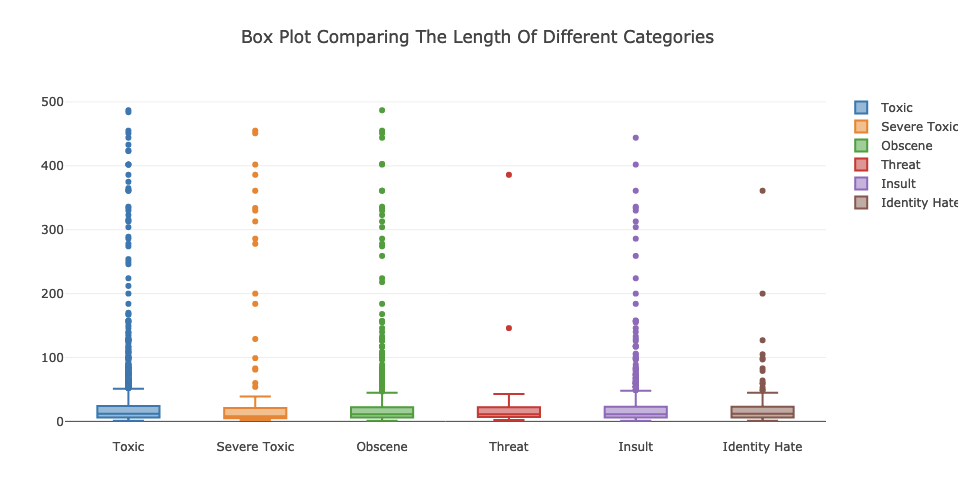 Box Plot Comparing The Length Of Different Categories
500
400
300
200
100
0
Toxic
Severe Toxic
Obscene
Threat
Insult
Identity Hate
Toxic
Severe Toxic
Obscene
Threat
Insult
Identity Hate